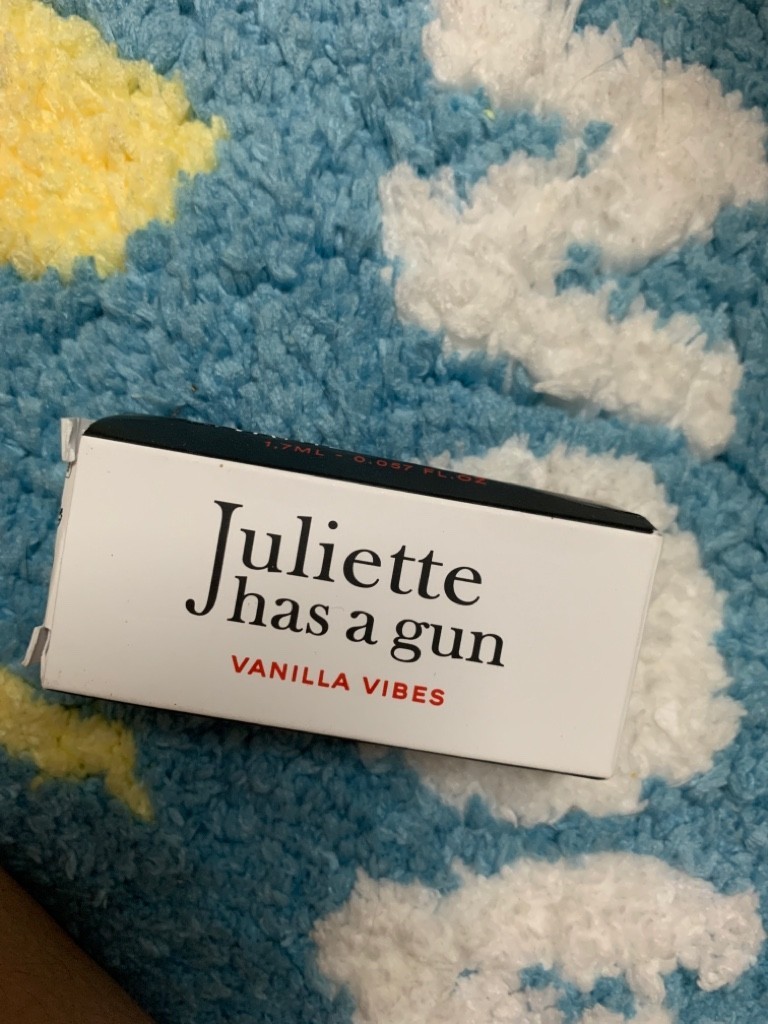 1.7ML - 0.057 FL.OZ
Juliette
has a gun
VANILLA VIBES